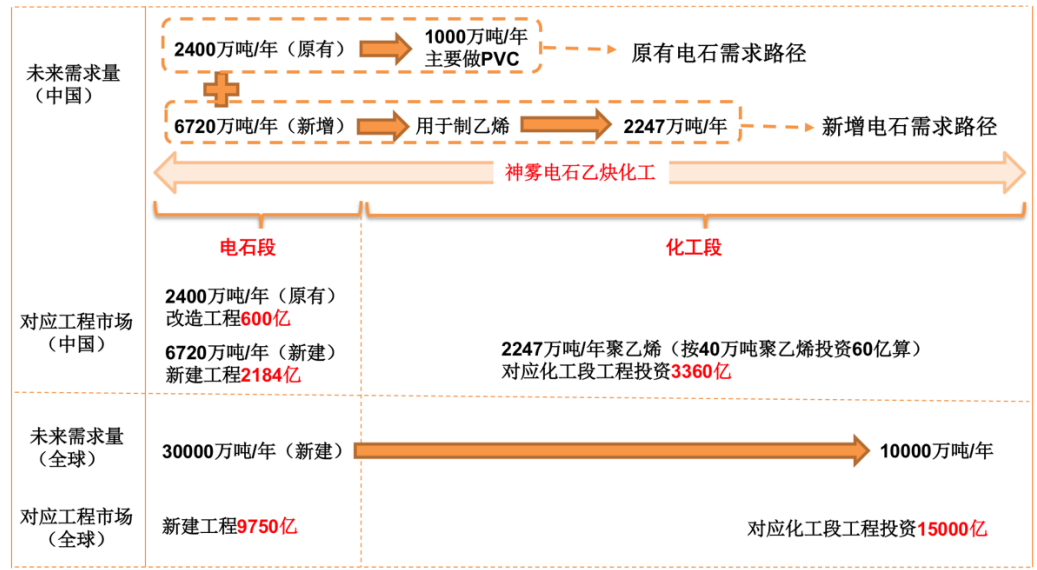 未来需求量
（中国）
2400万吨/年（原有）
1000万吨/年
主要做PVC
原有电石需求路径
6720万吨/年（新增）
用于制乙烯
2247万吨/年
新增电石需求路径
神雾电石乙炔化工
电石段
化工段
对应工程市场
（中国）
2400万吨/年（原有）
改造工程600亿
6720万吨/年（新建）
新建工程2184亿
2247万吨/年聚乙烯（按40万吨聚乙烯投资60亿算）
对应化工段工程投资3360亿
未来需求量
（全球）
30000万吨/年（新建）
10000万吨/年
对应工程市场
（全球）
新建工程9750亿
对应化工段工程投资15000亿